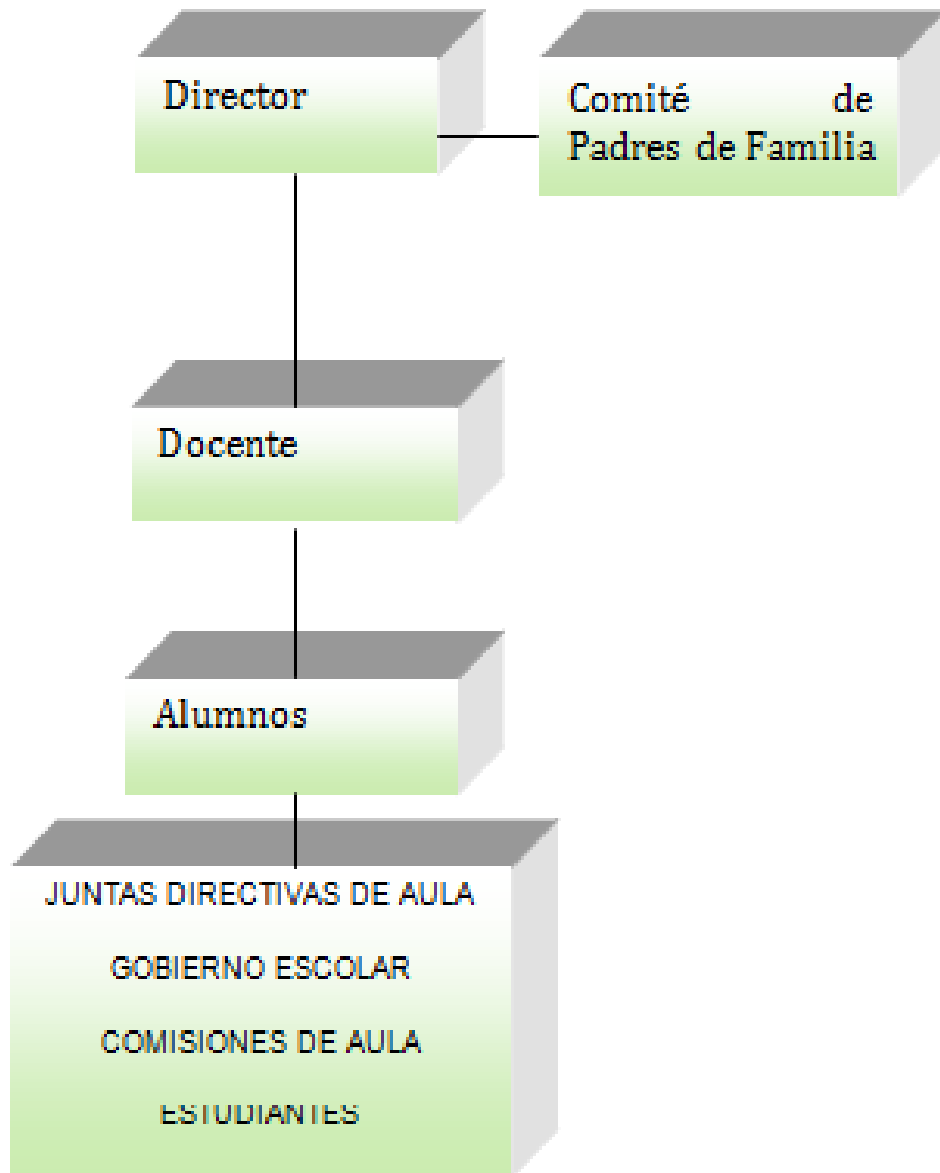 Director
Comité de
Padres de Familia
Docente
Alumnos
JUNTAS DIRECTIVAS DE AULA
GOBIERNO ESCOLAR
COMISIONES DE AULA
ESTUDIANTES